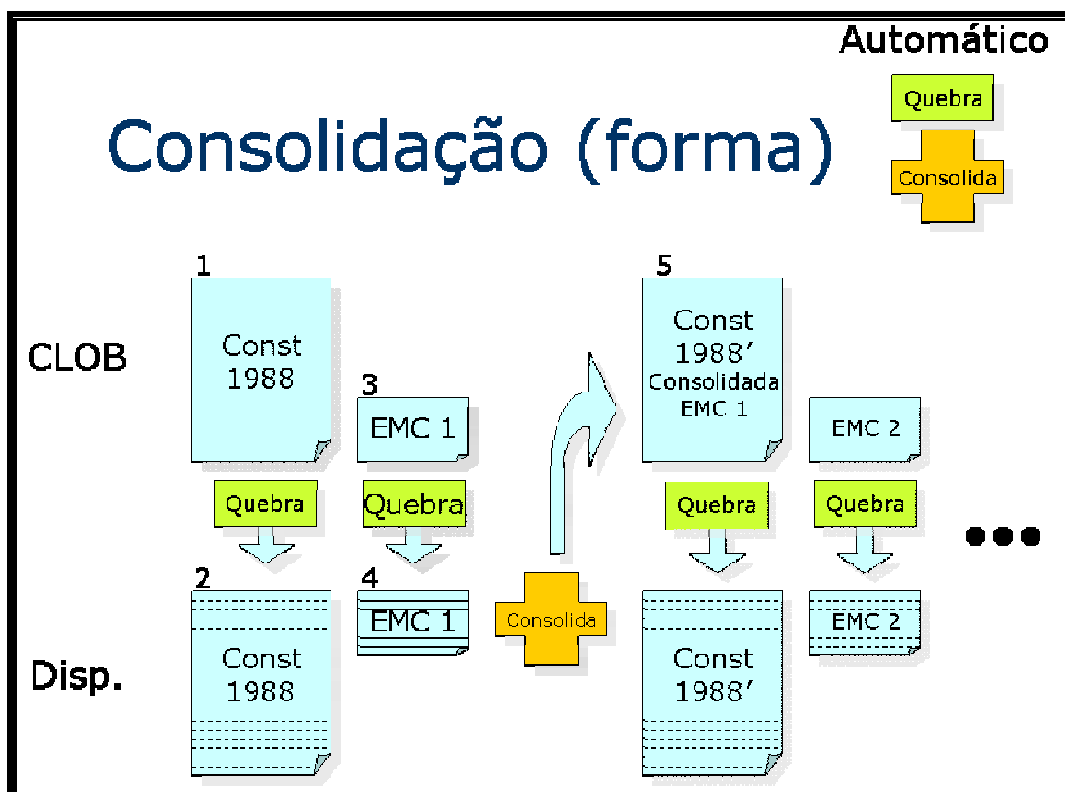 Automático
Quebra
Consolidação (forma)
Consolida
1
5
Const
1988
Const
1988’
Consolidada
EMC 1
CLOB
3
EMC 1
EMC 2
Quebra
Quebra
Quebra
Quebra
●●●
2
4
EMC 1
Consolida
EMC 2
Const
1988
Const
1988’
Disp.